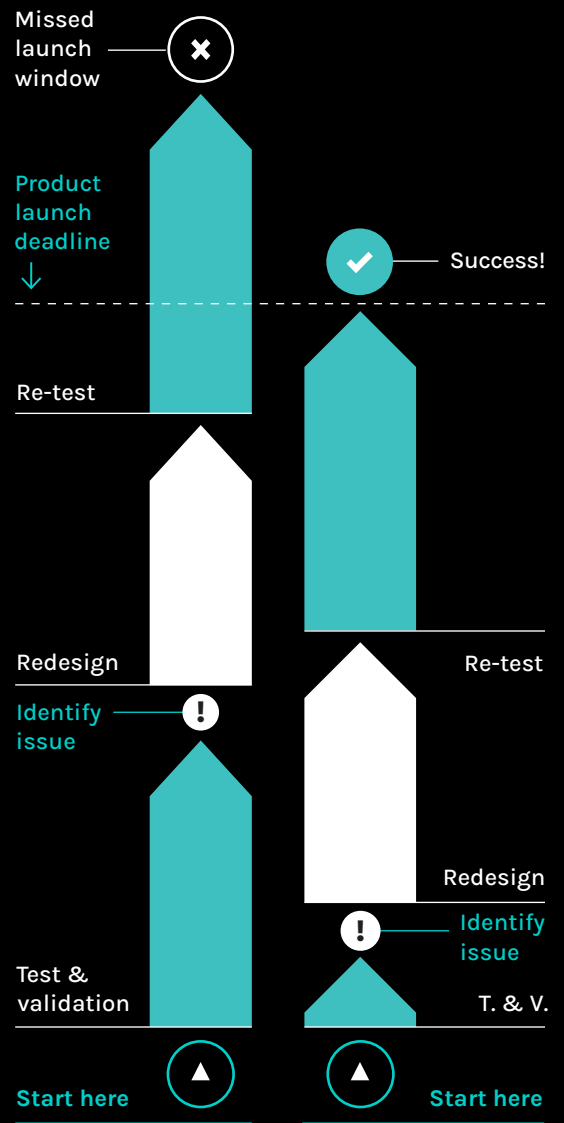 Missed
launch
window
Product
launch
deadline
Success!
Re-test
Redesign
Re-test
Identify
issue
Redesign
Identify
issue
Test &
validation
T. & V.
Start here
Start here